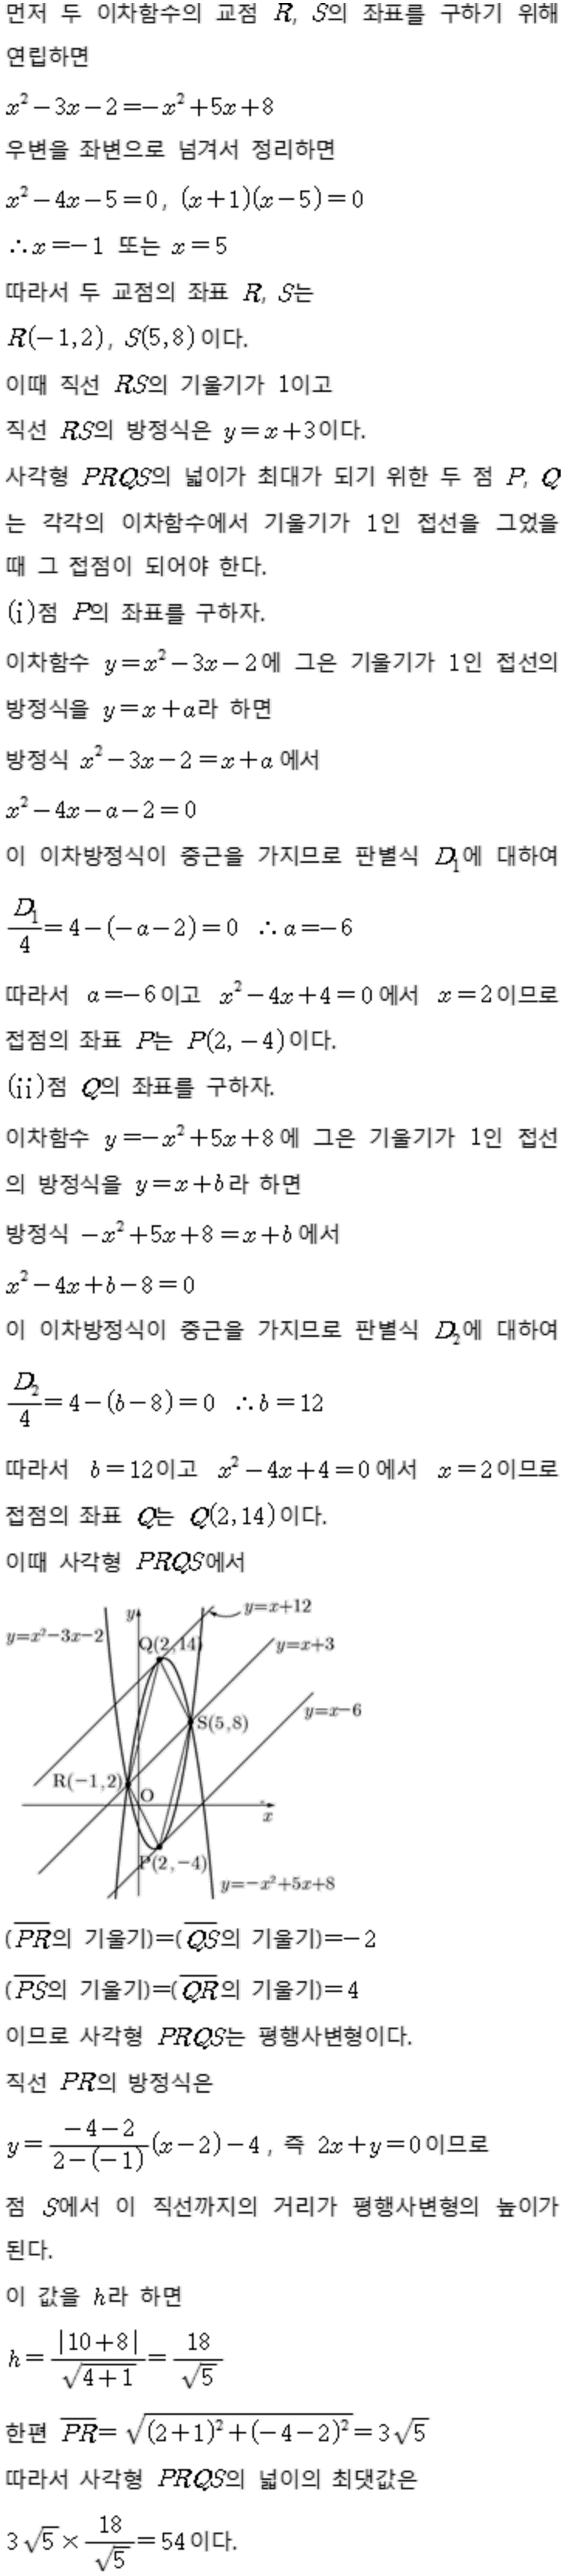 먼저 두 이차함수의 교점 R, S의 좌표를 구하기 위해
연립하면
x²−3x−2=−x²+5x+8
우변을 좌변으로 넘겨서 정리하면
x²−4x−5=0, (x+1)(x−5)=0
∴x=−1 또는 x=5
따라서 두 교점의 좌표 R, S는
R(−1,2), S(5,8)이다.
이때 직선 RS의 기울기가 1이고
직선 RS의 방정식은 y=x+3이다.
사각형 PRQS의 넓이가 최대가 되기 위한 두 점 P, Q
는 각각의 이차함수에서 기울기가 1인 접선을 그었을
때 그 접점이 되어야 한다.
(i)점 P의 좌표를 구하자.
이차함수 y=x²−3x−2에 그은 기울기가 1인 접선의
방정식을 y=x+a라 하면
방정식 x²−3x−2=x+a에서
x²−4x−a−2=0
이 이차방정식이 중근을 가지므로 판별식 D₁에 대하여
D₁/4=4−(−a−2)=0 ∴a=−6
따라서 a=−6이고 x²−4x+4=0에서 x=2이므로
접점의 좌표 P는 P(2,−4)이다.
(ii)점 Q의 좌표를 구하자.
이차함수 y=−x²+5x+8에 그은 기울기가 1인 접선
의 방정식을 y=x+b라 하면
방정식 −x²+5x+8=x+b에서
x²−4x+b−8=0
이 이차방정식이 중근을 가지므로 판별식 D₂에 대하여
D₂/4=4−(b−8)=0 ∴b=12
따라서 b=12이고 x²−4x+4=0에서 x=2이므로
접점의 좌표 Q는 Q(2,14)이다.
이때 사각형 PRQS에서
y
y=x+12
y=x²−3x−2
Q(2,14)
y=x+3
y=x−6
S(5,8)
R(−1,2)
O
x
P(2,−4)
y=−x²+5x+8
(P̅R̅의 기울기)=(Q̅S̅의 기울기)=−2
(P̅S̅의 기울기)=(Q̅R̅의 기울기)=4
이므로 사각형 PRQS는 평행사변형이다.
직선 PR의 방정식은
y=(−4−2)/(2−(−1))(x−2)−4, 즉 2x+y=0이므로
점 S에서 이 직선까지의 거리가 평행사변형의 높이가
된다.
이 값을 h라 하면
h=|10+8|/√(4+1)=18/√5
한편 P̅R̅=√((2+1)²+(−4−2)²)=3√5
따라서 사각형 PRQS의 넓이의 최댓값은
3√5×18/√5=54이다.